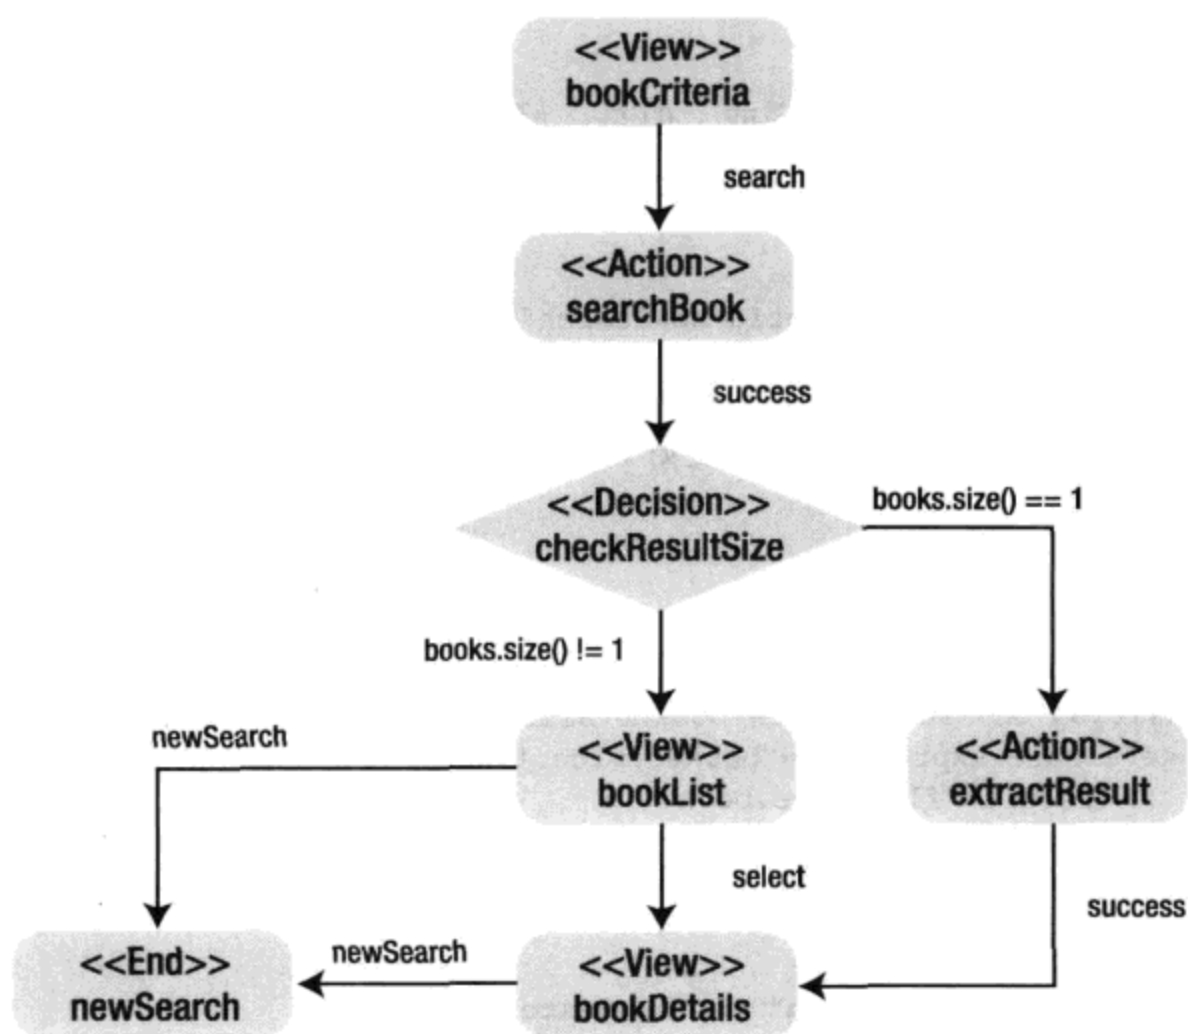 <<View>>
bookCriteria
search
<<Action>>
searchBook
success
<<Decision>>
checkResultSize
books.size() == 1
books.size() != 1
newSearch
<<View>>
bookList
<<Action>>
extractResult
select
success
<<End>>
newSearch
newSearch
<<View>>
bookDetails